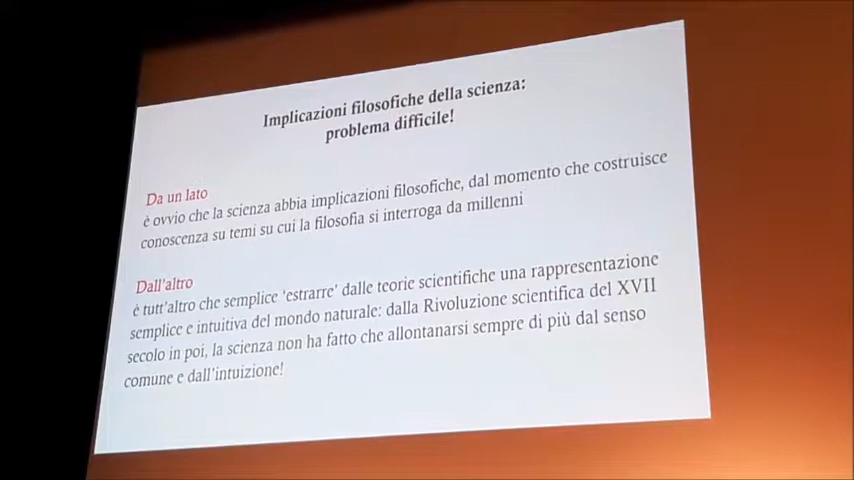 Implicazioni filosofiche della scienza:
problema difficile!
Da un lato
è ovvio che la scienza abbia implicazioni filosofiche, dal momento che costruisce
conoscenza su temi su cui la filosofia si interroga da millenni
Dall'altro
è tutt'altro che semplice ‘estrarre’ dalle teorie scientifiche una rappresentazione
semplice e intuitiva del mondo naturale: dalla Rivoluzione scientifica del XVII
secolo in poi, la scienza non ha fatto che allontanarsi sempre di più dal senso
comune e dall'intuizione!